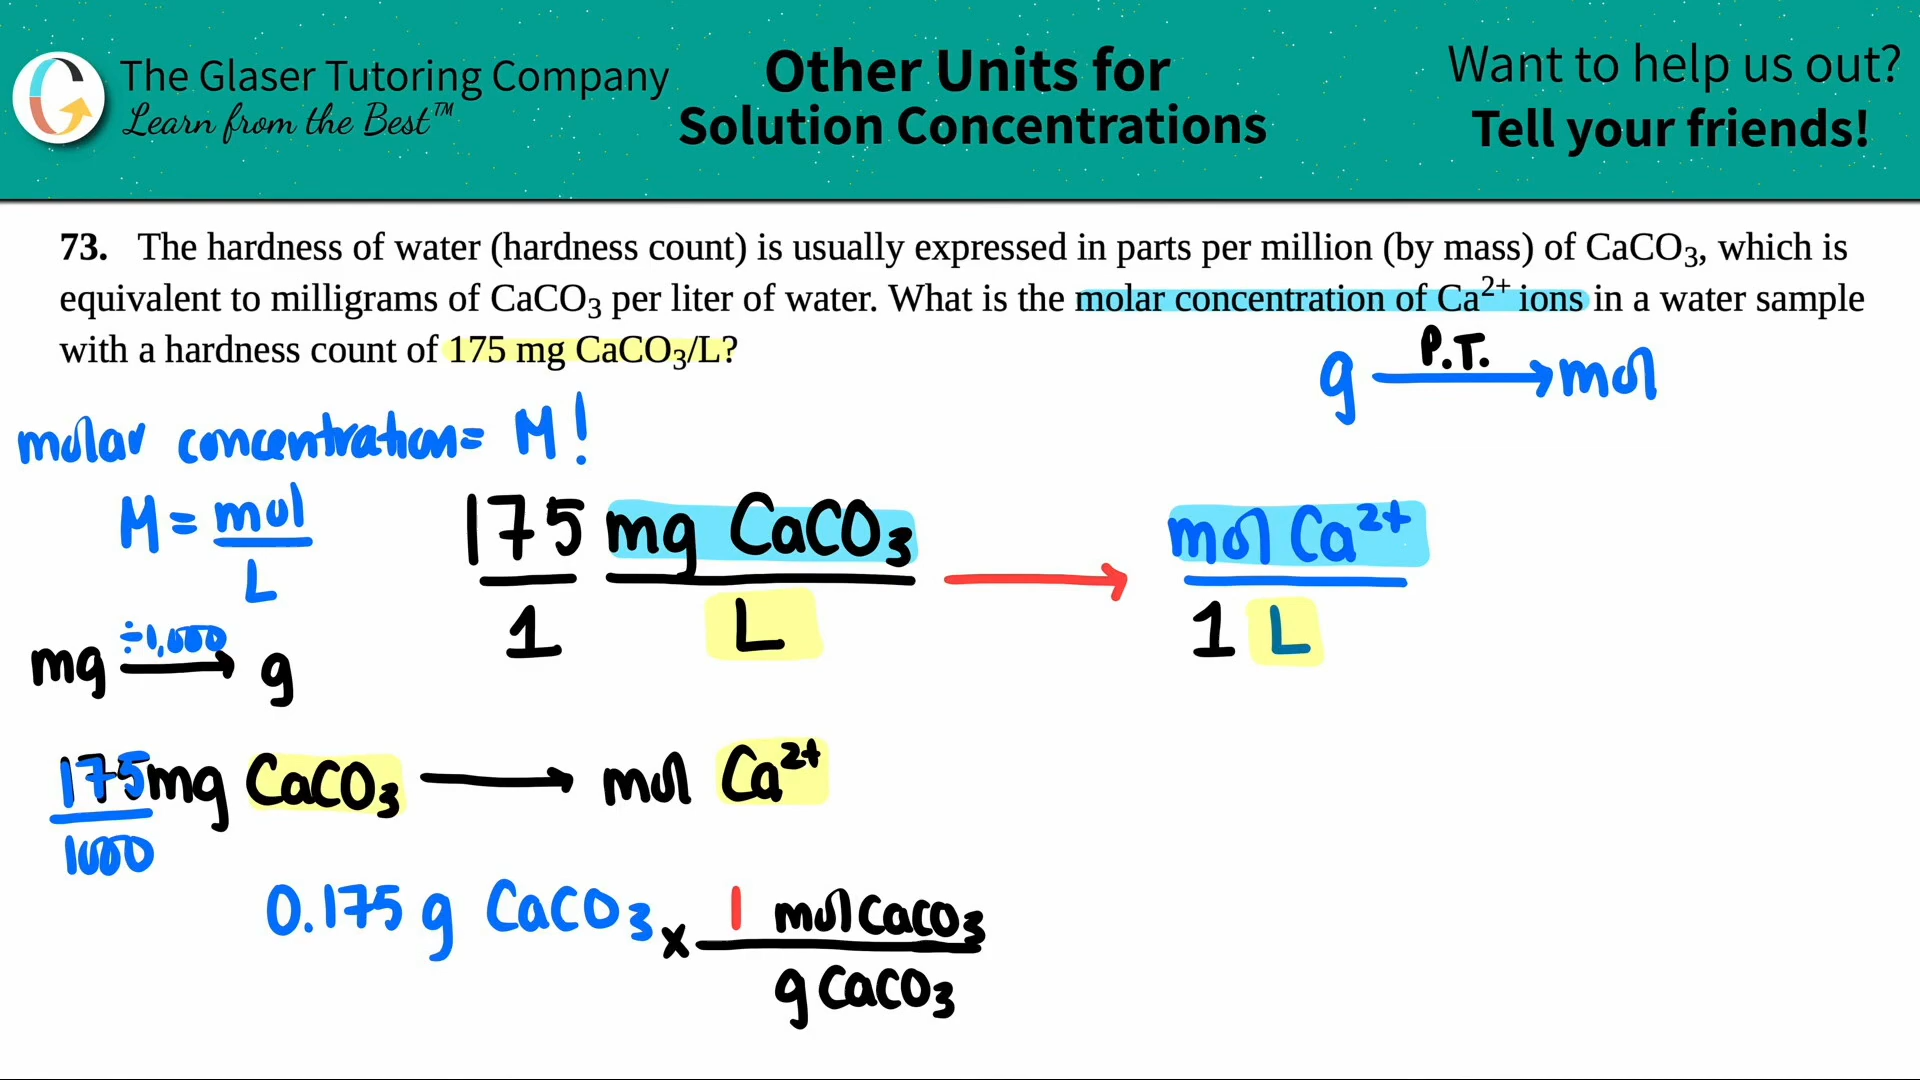 The Glaser Tutoring Company
Learn from the Best™
Other Units for
Solution Concentrations
Want to help us out?
Tell your friends!
73. The hardness of water (hardness count) is usually expressed in parts per million (by mass) of CaCO₃, which is
equivalent to milligrams of CaCO₃ per liter of water. What is the molar concentration of Ca²⁺ ions in a water sample
with a hardness count of 175 mg CaCO₃/L?
g P.T. → mol
molar concentration = M!
M = mol
L
175 mg CaCO₃ → mol Ca²⁺
1 L 1 L
mg ÷1,000 → g
175 mg CaCO₃ → mol Ca²⁺
1000
0.175 g CaCO₃ x 1 mol CaCO₃
g CaCO₃